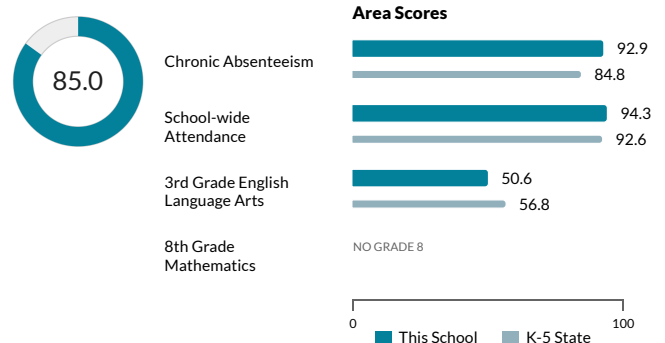 Area Scores
85.0
Chronic Absenteeism
92.9
84.8
School-wide
Attendance
94.3
92.6
3rd Grade English
Language Arts
50.6
56.8
8th Grade
Mathematics
NO GRADE 8
0
100
This School
K-5 State